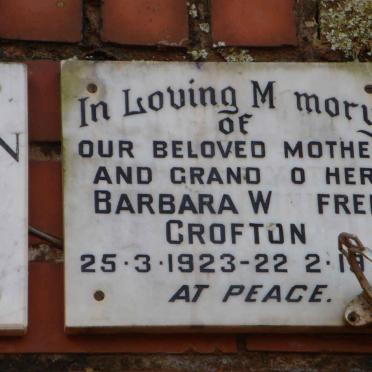 In Loving M mory
of
OUR BELOVED MOTHE
AND GRAND O HER
BARBARA W FRE
CROFTON
25·3·1923-22 2·1
AT PEACE.
N